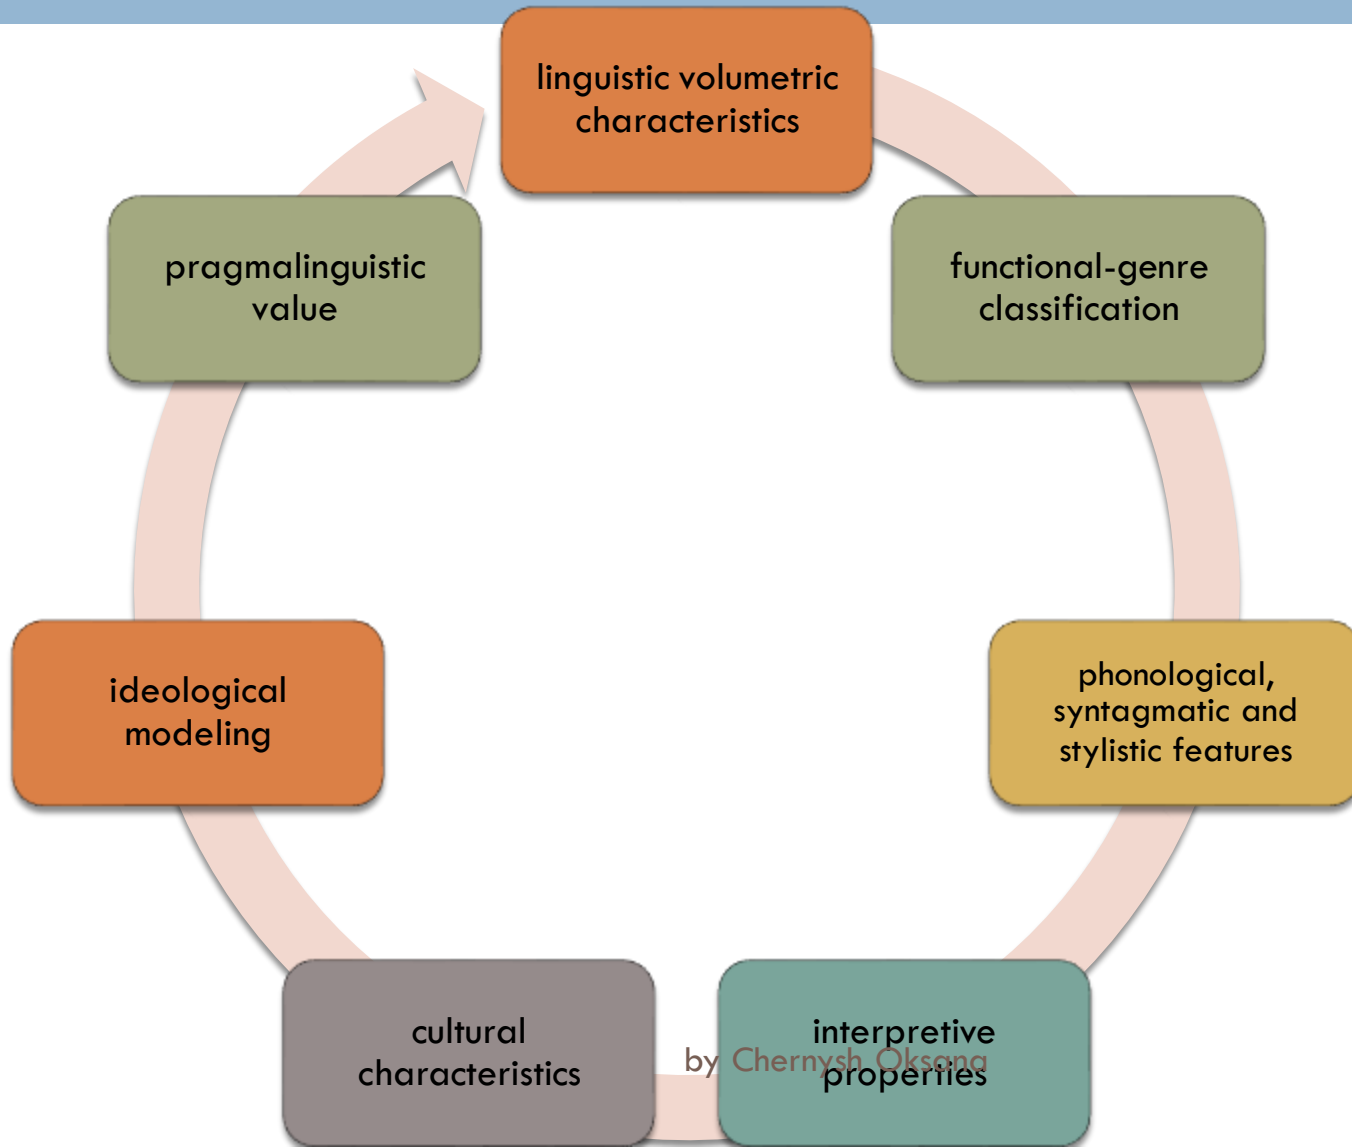 linguistic volumetric
characteristics
functional-genre
classification
phonological,
syntagmatic and
stylistic features
interpretive
properties
cultural
characteristics
ideological
modeling
pragmalinguistic
value
by Chernysh Oksana